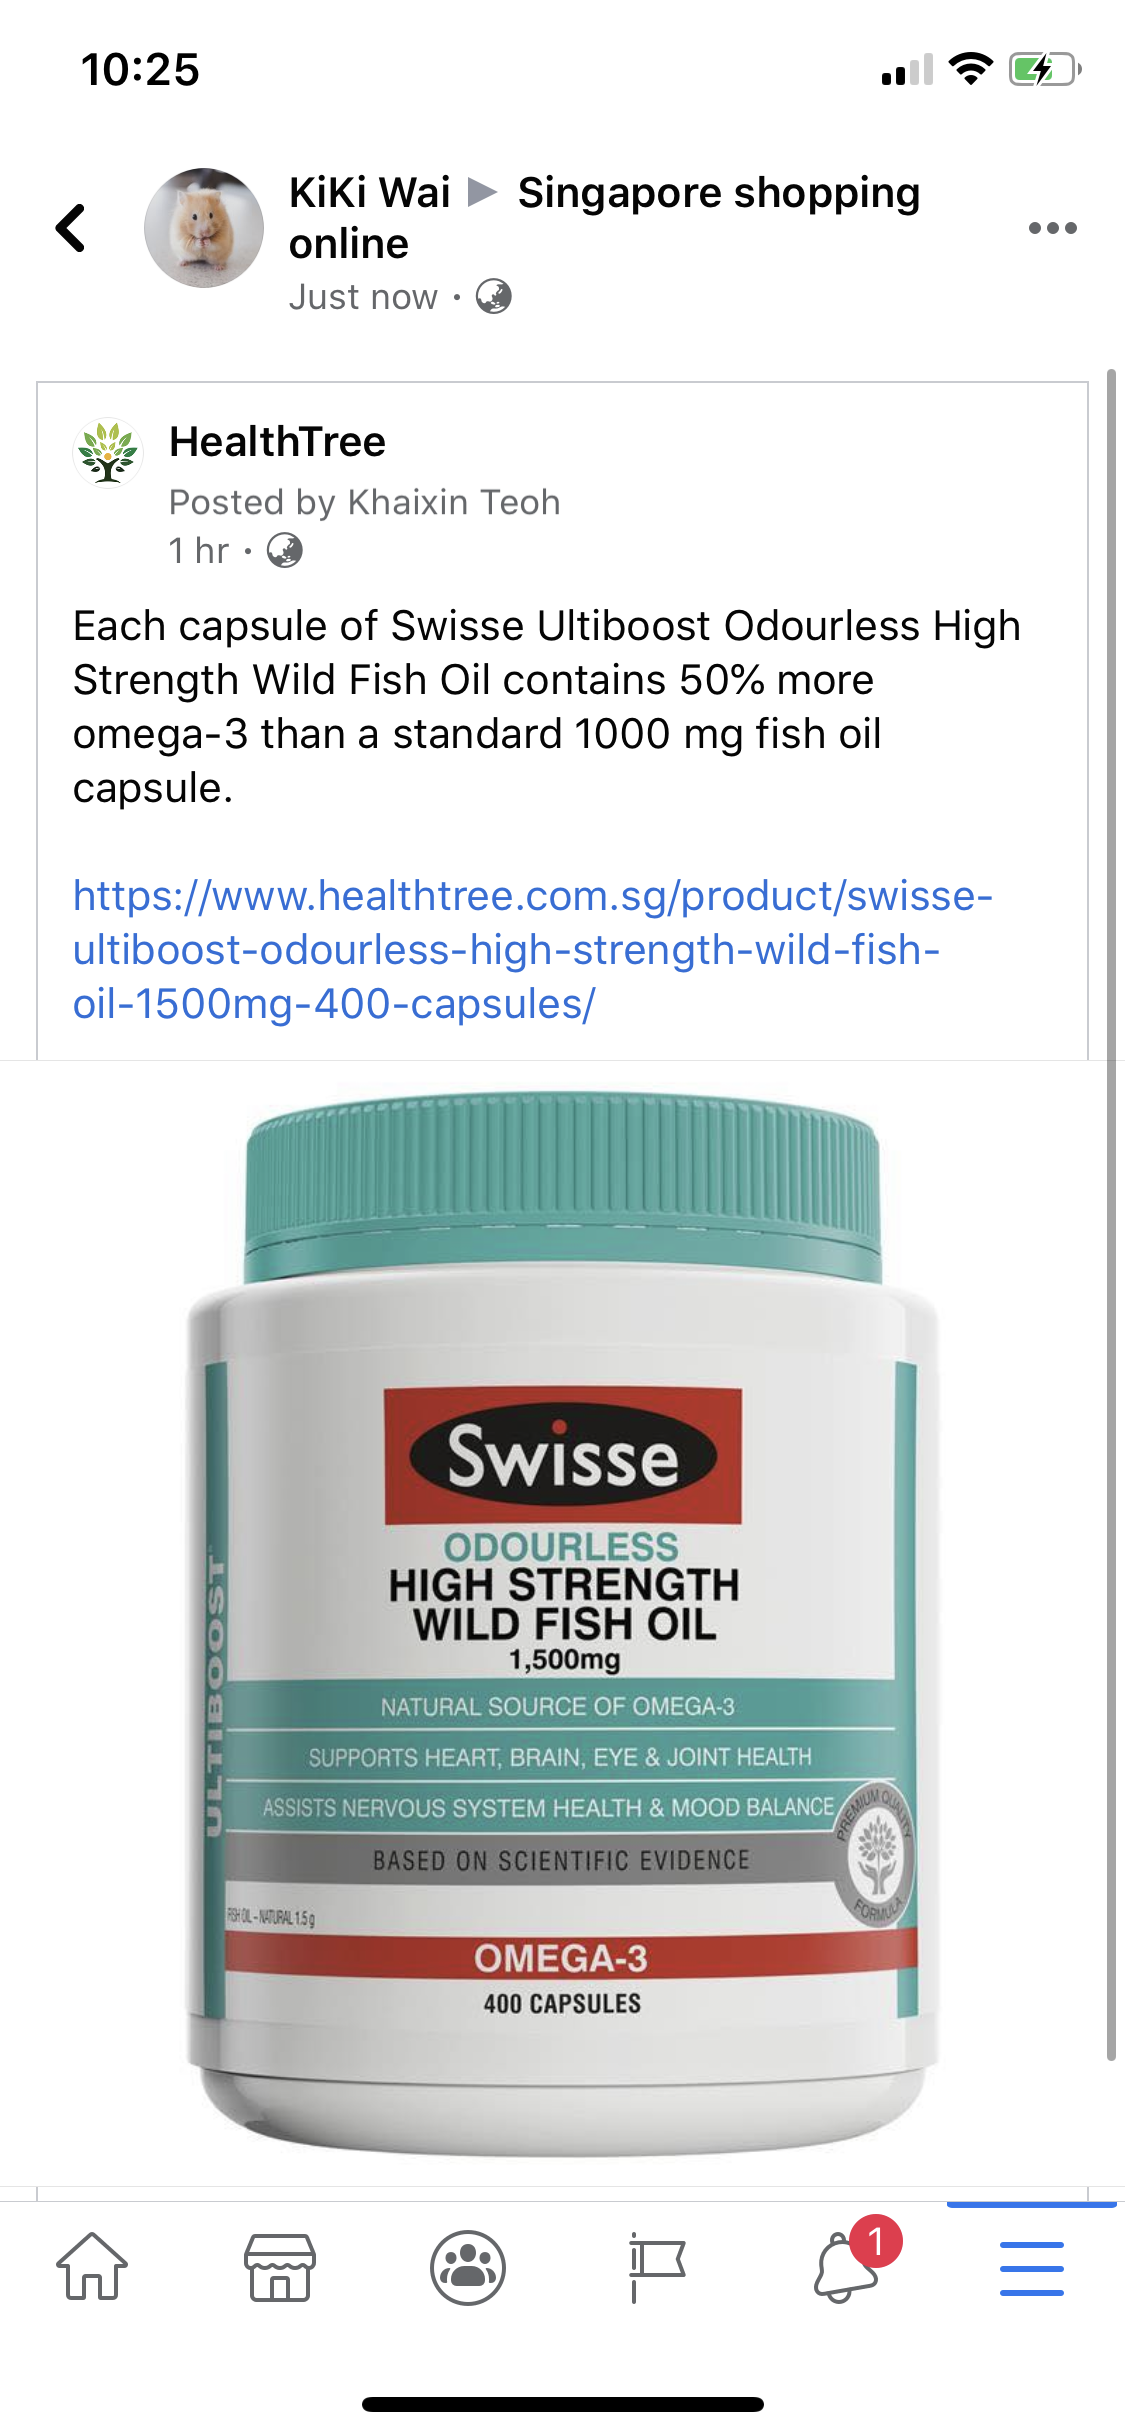 10:25
KiKi Wai ▶ Singapore shopping
online
Just now ·
HealthTree
Posted by Khaixin Teoh
1 hr ·
Each capsule of Swisse Ultiboost Odourless High
Strength Wild Fish Oil contains 50% more
omega-3 than a standard 1000 mg fish oil
capsule.
https://www.healthtree.com.sg/product/swisse-
ultiboost-odourless-high-strength-wild-fish-
oil-1500mg-400-capsules/
Swisse
ODOURLESS
HIGH STRENGTH
WILD FISH OIL
1,500mg
NATURAL SOURCE OF OMEGA-3
SUPPORTS HEART, BRAIN, EYE & JOINT HEALTH
ASSISTS NERVOUS SYSTEM HEALTH & MOOD BALANCE
BASED ON SCIENTIFIC EVIDENCE
ULTIBOOST
PREMIUM QUALITY
FORMULA
FISH OIL – NATURAL 1.5 g
OMEGA-3
400 CAPSULES
1